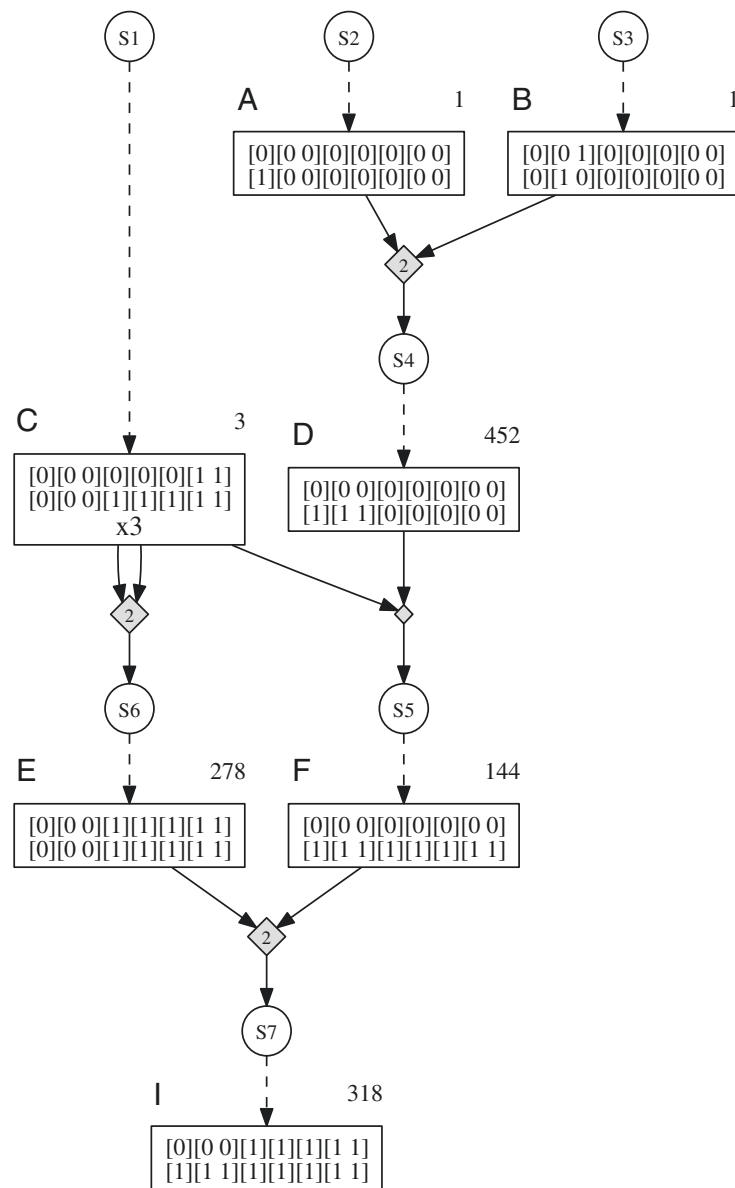 S1
S2
S3
A 1
B 1
[0][0 0][0][0][0][0 0]
[1][0 0][0][0][0][0 0]
[0][0 1][0][0][0][0 0]
[0][1 0][0][0][0][0 0]
2
S4
C 3
D 452
[0][0 0][0][0][0][1 1]
[0][0 0][1][1][1][1 1]
x3
[0][0 0][0][0][0][0 0]
[1][1 1][0][0][0][0 0]
2
S6
S5
E 278
F 144
[0][0 0][1][1][1][1 1]
[0][0 0][1][1][1][1 1]
[0][0 0][0][0][0][0 0]
[1][1 1][1][1][1][1 1]
2
S7
I 318
[0][0 0][1][1][1][1 1]
[1][1 1][1][1][1][1 1]